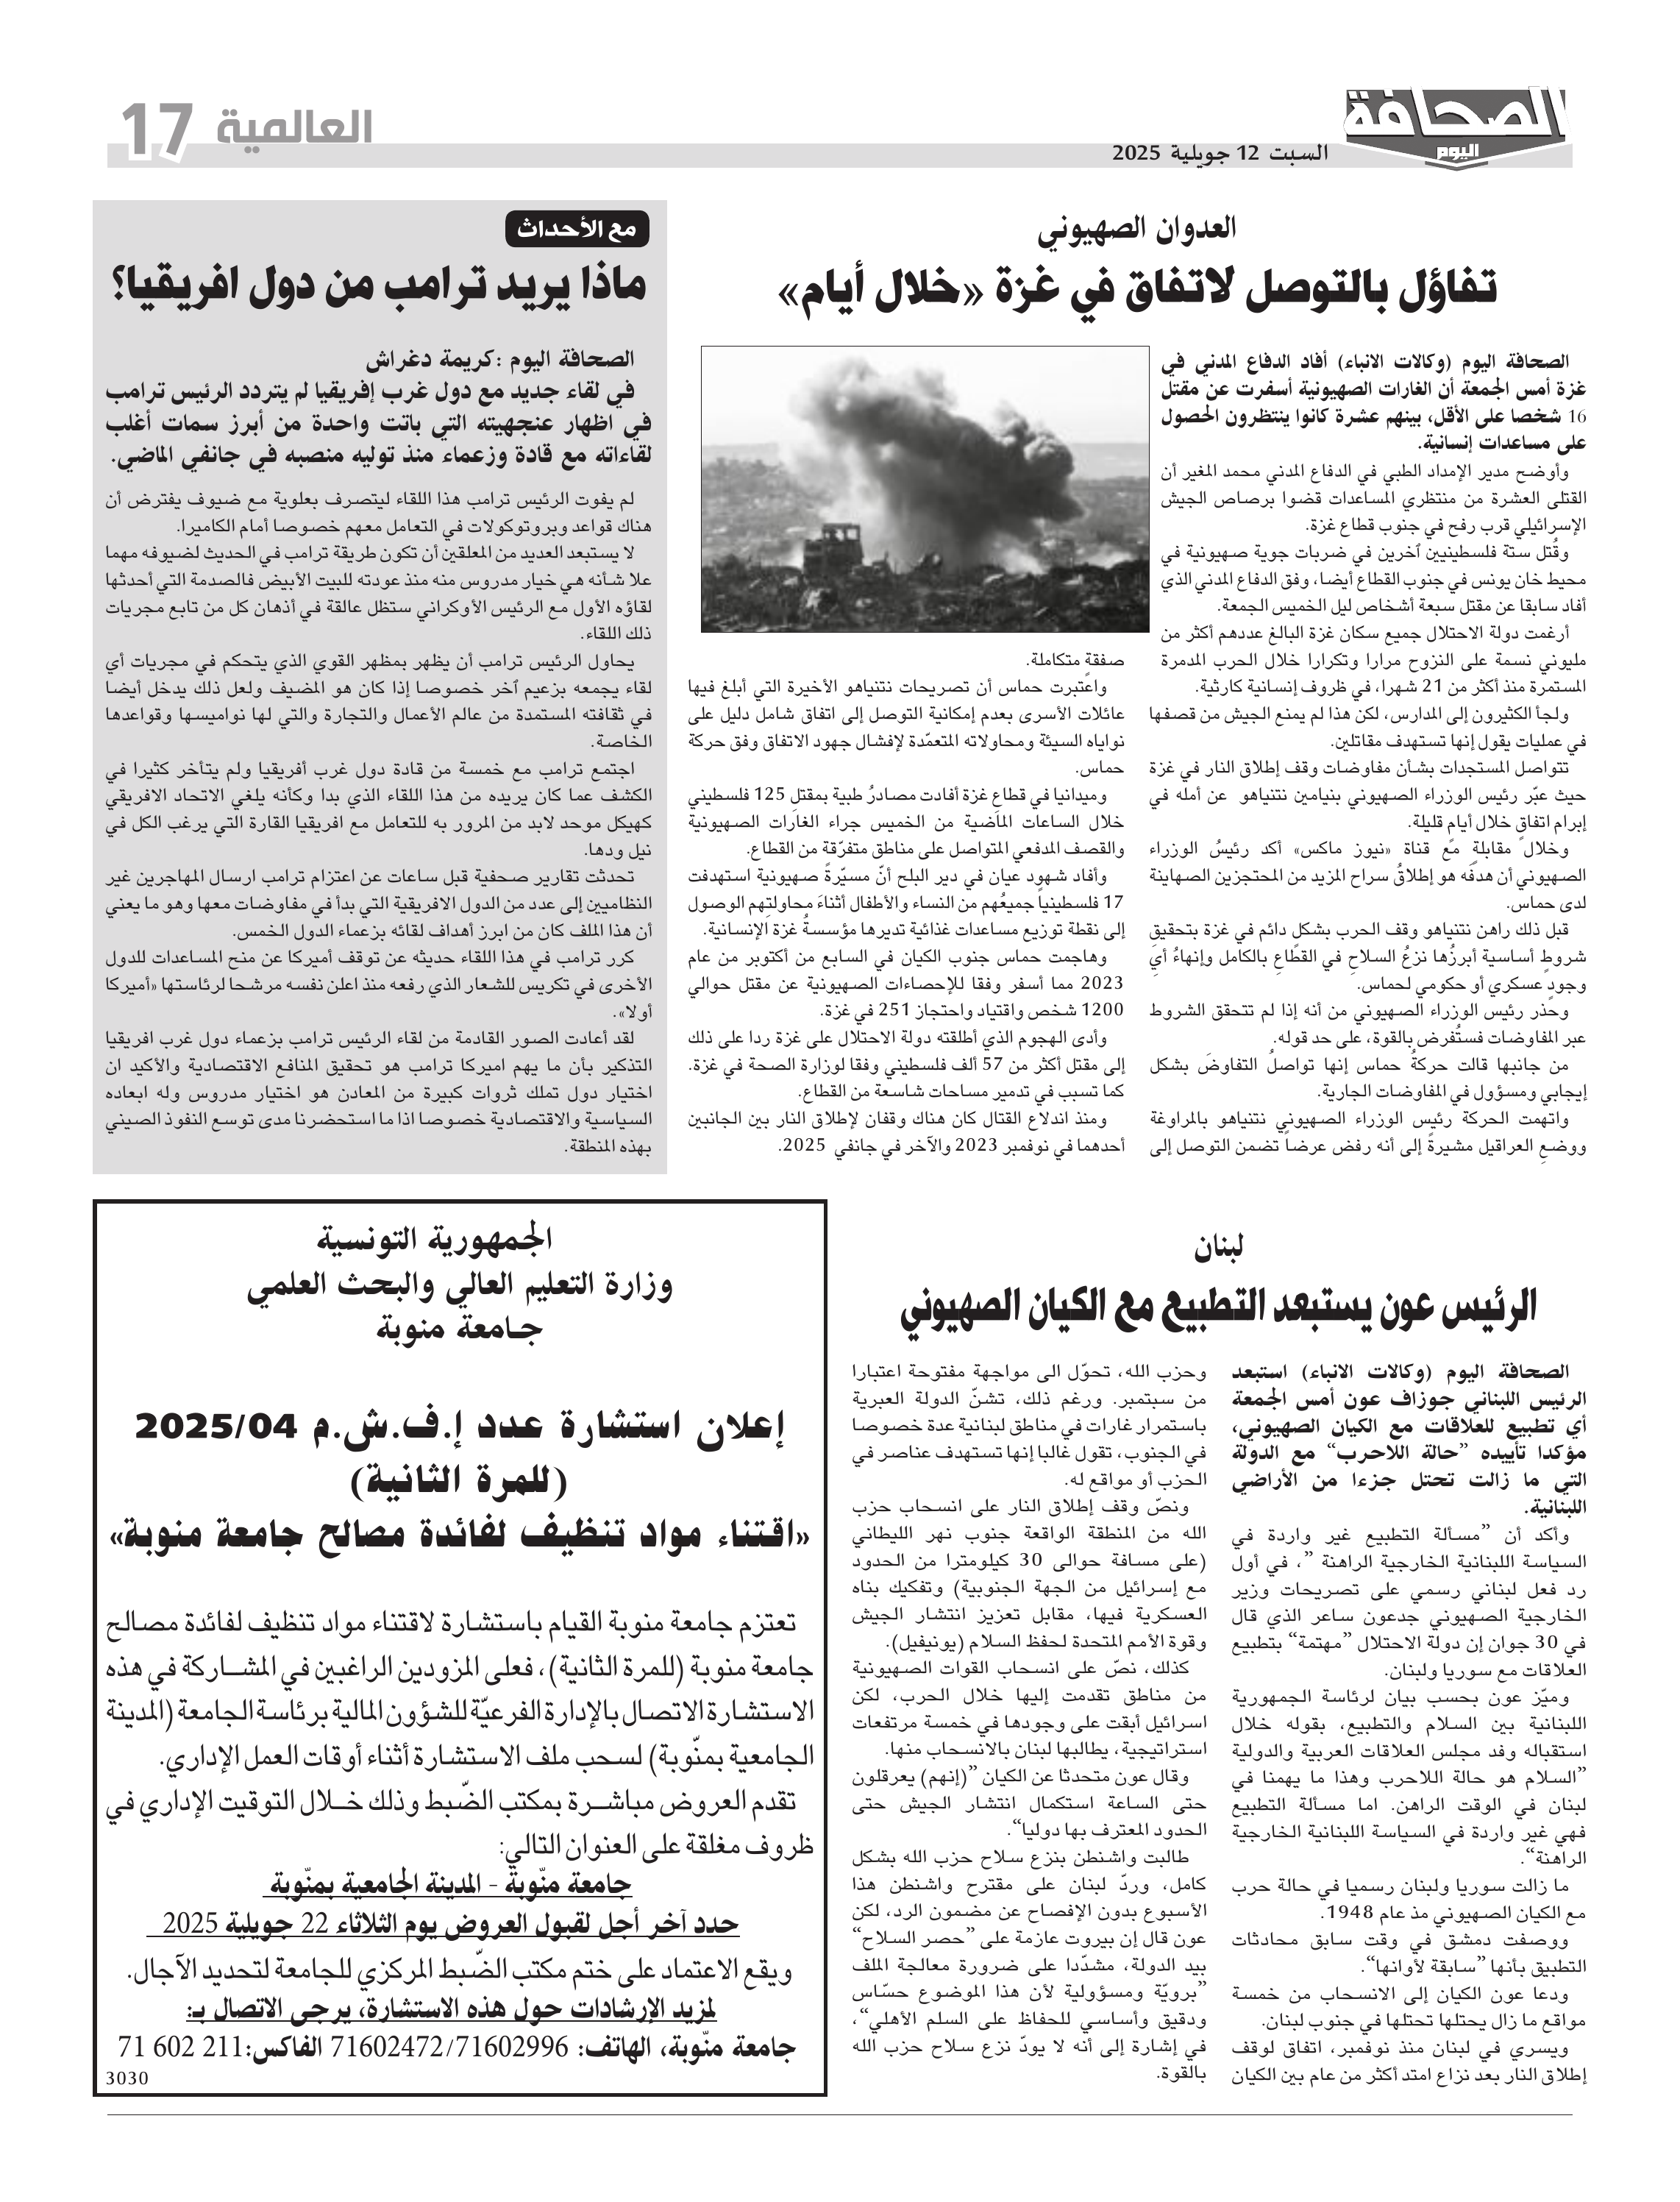 الصحافة
اليوم
السبت 12 جويلية 2025
العالمية
17
العدوان الصهيوني
تفاؤل بالتوصل لاتفاق في غزة «خلال أيام»
الصحافة اليوم (وكالات الانباء) أفاد الدفاع المدني في
غزة أمس الجمعة أن الغارات الصهيونية أسفرت عن مقتل
16 شخصا على الأقل، بينهم عشرة كانوا ينتظرون الحصول
على مساعدات إنسانية.
وأوضح مدير الإمداد الطبي في الدفاع المدني محمد المغير أن
القتلى العشرة من منتظري المساعدات قضوا برصاص الجيش
الإسرائيلي قرب رفح في جنوب قطاع غزة.
وقُتل ستة فلسطينيين آخرين في ضربات جوية صهيونية في
محيط خان يونس في جنوب القطاع أيضا، وفق الدفاع المدني الذي
أفاد سابقا عن مقتل سبعة أشخاص ليل الخميس الجمعة.
أرغمت دولة الاحتلال جميع سكان غزة البالغ عددهم أكثر من
مليوني نسمة على النزوح مرارا وتكرارا خلال الحرب المدمرة
المستمرة منذ أكثر من 21 شهرا، في ظروف إنسانية كارثية.
ولجأ الكثيرون إلى المدارس، لكن هذا لم يمنع الجيش من قصفها
في عمليات يقول إنها تستهدف مقاتلين.
تتواصل المستجدات بشأن مفاوضات وقف إطلاق النار في غزة
حيث عبّر رئيس الوزراء الصهيوني بنيامين نتنياهو عن أمله في
إبرام اتفاقٍ خلال أيام قليلة.
وخلال مقابلةٍ مع قناة «نيوز ماكس» أكد رئيسُ الوزراء
الصهيوني أن هدفَه هو إطلاقُ سراح المزيد من المحتجزين الصهاينة
لدى حماس.
قبل ذلك راهن نتنياهو وقف الحرب بشكل دائم في غزة بتحقيق
شروطٍ أساسية أبرزُها نزعُ السلاحِ في القطاعِ بالكامل وإنهاءُ أيِ
وجودٍ عسكري أو حكومي لحماس.
وحذر رئيس الوزراء الصهيوني من أنه إذا لم تتحقق الشروط
عبر المفاوضات فستُفرض بالقوة، على حد قوله.
من جانبها قالت حركةُ حماس إنها تواصلُ التفاوضَ بشكل
إيجابي ومسؤول في المفاوضات الجارية.
واتهمت الحركة رئيس الوزراء الصهيوني نتنياهو بالمراوغة
ووضعِ العراقيل مشيرةً إلى أنه رفض عرضاً تضمن التوصل إلى
صفقةٍ متكاملة.
واعتبرت حماس أن تصريحات نتنياهو الأخيرة التي أبلغ فيها
عائلات الأسرى بعدم إمكانية التوصل إلى اتفاق شامل دليل على
نواياه السيئة ومحاولاته المتعمّدة لإفشال جهود الاتفاق وفق حركة
حماس.
وميدانيا في قطاع غزة أفادت مصادرُ طبية بمقتلِ 125 فلسطيني
خلال الساعات الماضية من الخميس جراء الغارات الصهيونية
والقصف المدفعي المتواصل على مناطق متفرّقة من القطاع.
وأفاد شهود عيان في دير البلح أنّ مسيّرةً صهيونية استهدفت
17 فلسطينياً جميعُهم من النساء والأطفال أثناءَ محاولتِهم الوصول
إلى نقطة توزيع مساعدات غذائية تديرها مؤسسةُ غزة الإنسانية.
وهاجمت حماس جنوب الكيان في السابع من أكتوبر من عام
2023 مما أسفر وفقا للإحصاءات الصهيونية عن مقتل حوالي
1200 شخص واقتياد واحتجاز 251 في غزة.
وأدى الهجوم الذي أطلقته دولة الاحتلال على غزة ردا على ذلك
إلى مقتل أكثر من 57 ألف فلسطيني وفقا لوزارة الصحة في غزة.
كما تسبب في تدمير مساحات شاسعة من القطاع.
ومنذ اندلاع القتال كان هناك وقفان لإطلاق النار بين الجانبين
أحدهما في نوفمبر 2023 والآخر في جانفي 2025.
مع الأحداث
ماذا يريد ترامب من دول افريقيا؟
الصحافة اليوم :كريمة دغراش
في لقاء جديد مع دول غرب إفريقيا لم يتردد الرئيس ترامب
في اظهار عنجهيته التي باتت واحدة من أبرز سمات أغلب
لقاءاته مع قادة وزعماء منذ توليه منصبه في جانفي الماضي.
لم يفوت الرئيس ترامب هذا اللقاء ليتصرف بعلوية مع ضيوف يفترض أن
هناك قواعد وبروتوكولات في التعامل معهم خصوصا أمام الكاميرا.
لا يستبعد العديد من المعلقين أن تكون طريقة ترامب في الحديث لضيوفه مهما
علا شأنه هي خيار مدروس منه منذ عودته للبيت الأبيض فالصدمة التي أحدثها
لقاؤه الأول مع الرئيس الأوكراني ستظل عالقة في أذهان كل من تابع مجريات
ذلك اللقاء.
يحاول الرئيس ترامب أن يظهر بمظهر القوي الذي يتحكم في مجريات أي
لقاء يجمعه بزعيم آخر خصوصا إذا كان هو المضيف ولعل ذلك يدخل أيضا
في ثقافته المستمدة من عالم الأعمال والتجارة والتي لها نواميسها وقواعدها
الخاصة.
اجتمع ترامب مع خمسة من قادة دول غرب أفريقيا ولم يتأخر كثيرا في
الكشف عما كان يريده من هذا اللقاء الذي بدا وكأنه يلغي الاتحاد الافريقي
كهيكل موحد لابد من المرور به للتعامل مع افريقيا القارة التي يرغب الكل في
نيل ودها.
تحدثت تقارير صحفية قبل ساعات عن اعتزام ترامب ارسال المهاجرين غير
النظاميين إلى عدد من الدول الافريقية التي بدأ في مفاوضات معها وهو ما يعني
أن هذا الملف كان من ابرز أهداف لقائه بزعماء الدول الخمس.
كرر ترامب في هذا اللقاء حديثه عن توقف أميركا عن منح المساعدات للدول
الأخرى في تكريس للشعار الذي رفعه منذ اعلن نفسه مرشحا لرئاستها «أميركا
أولا».
لقد أعادت الصور القادمة من لقاء الرئيس ترامب بزعماء دول غرب افريقيا
التذكير بأن ما يهم اميركا ترامب هو تحقيق المنافع الاقتصادية والأكيد ان
اختيار دول تملك ثروات كبيرة من المعادن هو اختيار مدروس وله ابعاده
السياسية والاقتصادية خصوصا اذا ما استحضرنا مدى توسع النفوذ الصيني
بهذه المنطقة.
لبنان
الرئيس عون يستبعد التطبيع مع الكيان الصهيوني
الصحافة اليوم (وكالات الانباء) استبعد
الرئيس اللبناني جوزاف عون أمس الجمعة
أي تطبيع للعلاقات مع الكيان الصهيوني،
مؤكدا تأييده ”حالة اللاحرب“ مع الدولة
التي ما زالت تحتل جزءا من الأراضي
اللبنانية.
وأكد أن ”مسألة التطبيع غير واردة في
السياسة اللبنانية الخارجية الراهنة ”، في أول
رد فعل لبناني رسمي على تصريحات وزير
الخارجية الصهيوني جدعون ساعر الذي قال
في 30 جوان إن دولة الاحتلال ”مهتمة“ بتطبيع
العلاقات مع سوريا ولبنان.
وميّز عون بحسب بيان لرئاسة الجمهورية
اللبنانية بين السلام والتطبيع، بقوله خلال
استقباله وفد مجلس العلاقات العربية والدولية
”السلام هو حالة اللاحرب وهذا ما يهمنا في
لبنان في الوقت الراهن. اما مسألة التطبيع
فهي غير واردة في السياسة اللبنانية الخارجية
الراهنة“.
ما زالت سوريا ولبنان رسميا في حالة حرب
مع الكيان الصهيوني مذ عام 1948.
ووصفت دمشق في وقت سابق محادثات
التطبيق بأنها ”سابقة لأوانها“.
ودعا عون الكيان إلى الانسحاب من خمسة
مواقع ما زال يحتلها تحتلها في جنوب لبنان.
ويسري في لبنان منذ نوفمبر، اتفاق لوقف
إطلاق النار بعد نزاع امتد أكثر من عام بين الكيان
وحزب الله، تحوّل الى مواجهة مفتوحة اعتبارا
من سبتمبر. ورغم ذلك، تشنّ الدولة العبرية
باستمرار غارات في مناطق لبنانية عدة خصوصا
في الجنوب، تقول غالبا إنها تستهدف عناصر في
الحزب أو مواقع له.
ونصّ وقف إطلاق النار على انسحاب حزب
الله من المنطقة الواقعة جنوب نهر الليطاني
(على مسافة حوالى 30 كيلومترا من الحدود
مع إسرائيل من الجهة الجنوبية) وتفكيك بناه
العسكرية فيها، مقابل تعزيز انتشار الجيش
وقوة الأمم المتحدة لحفظ السلام (يونيفيل).
كذلك، نصّ على انسحاب القوات الصهيونية
من مناطق تقدمت إليها خلال الحرب، لكن
اسرائيل أبقت على وجودها في خمسة مرتفعات
استراتيجية، يطالبها لبنان بالانسحاب منها.
وقال عون متحدثا عن الكيان ”(إنهم) يعرقلون
حتى الساعة استكمال انتشار الجيش حتى
الحدود المعترف بها دوليا“.
طالبت واشنطن بنزع سلاح حزب الله بشكل
كامل، وردّ لبنان على مقترح واشنطن هذا
الأسبوع بدون الإفصاح عن مضمون الرد، لكن
عون قال إن بيروت عازمة على ”حصر السلاح“
بيد الدولة، مشدّدا على ضرورة معالجة الملف
”برويّة ومسؤولية لأن هذا الموضوع حسّاس
ودقيق وأساسي للحفاظ على السلم الأهلي“،
في إشارة إلى أنه لا يودّ نزع سلاح حزب الله
بالقوة.
الجمهورية التونسية
وزارة التعليم العالي والبحث العلمي
جامعة منوبة
إعلان استشارة عدد إ.ف.ش.م 2025/04
(للمرة الثانية)
«اقتناء مواد تنظيف لفائدة مصالح جامعة منوبة»
تعتزم جامعة منوبة القيام باستشارة لاقتناء مواد تنظيف لفائدة مصالح
جامعة منوبة (للمرة الثانية)، فعلى المزودين الراغبين في المشــاركة في هذه
الاستشارة الاتصال بالإدارة الفرعيّة للشؤون المالية برئاسة الجامعة (المدينة
الجامعية بمنّوبة) لسحب ملف الاستشارة أثناء أوقات العمل الإداري.
تقدم العروض مباشــرة بمكتب الضّبط وذلك خــلال التوقيت الإداري في
ظروف مغلقة على العنوان التالي:
جامعة منّوبة - المدينة الجامعية بمنّوبة
حدد آخر أجل لقبول العروض يوم الثلاثاء 22 جويلية 2025
ويقع الاعتماد على ختم مكتب الضّبط المركزي للجامعة لتحديد الآجال.
لمزيد الإرشادات حول هذه الاستشارة، يرجى الاتصال بـ:
جامعة منّوبة، الهاتف: 71602472/71602996 الفاكس:211 602 71
3030